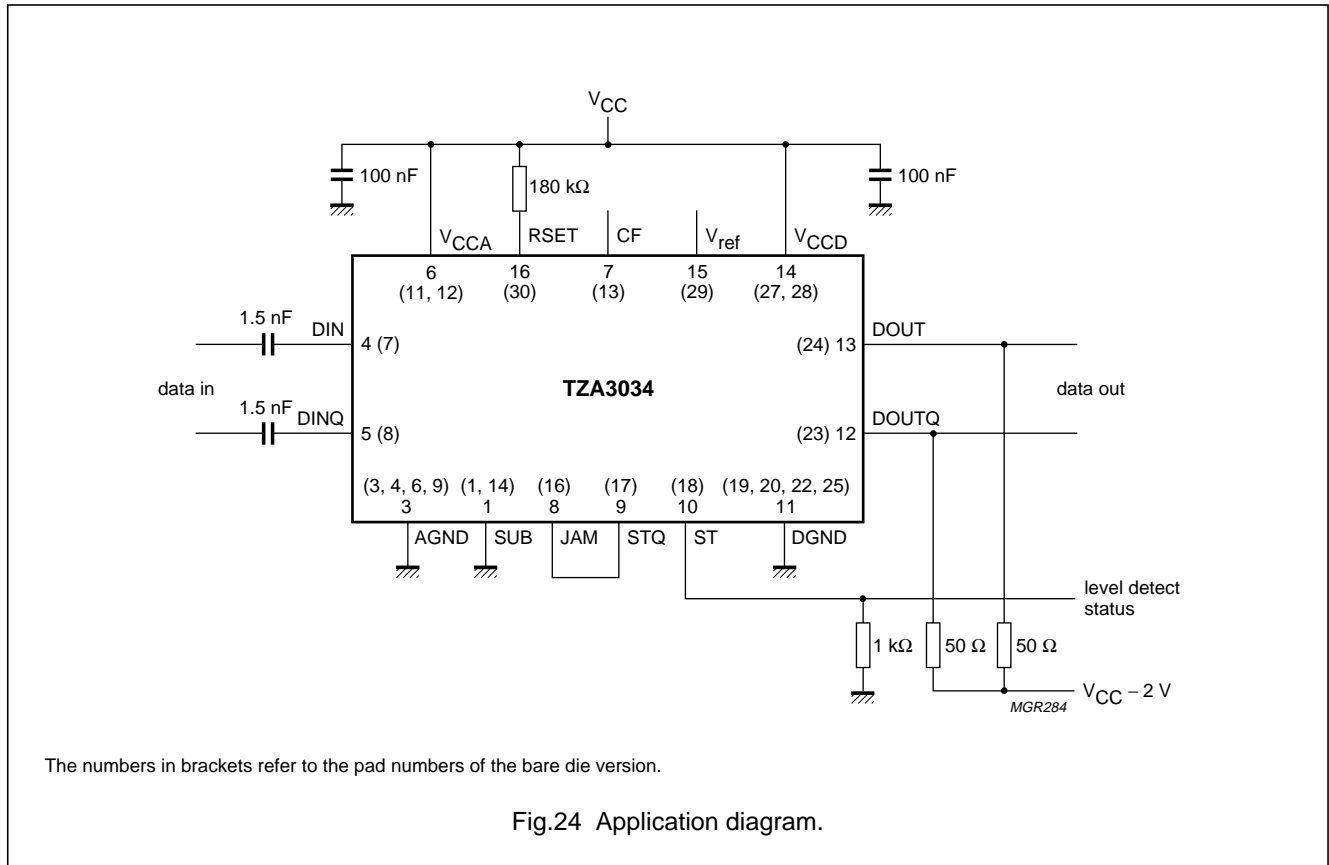 VCC
100 nF
180 kΩ
100 nF
VCCA
RSET
CF
Vref
VCCD
6
16
7
15
14
(11, 12)
(30)
(13)
(29)
(27, 28)
1.5 nF
DIN
4 (7)
(24) 13
DOUT
data in
TZA3034
data out
1.5 nF
DINQ
5 (8)
(23) 12
DOUTQ
(3, 4, 6, 9)
(1, 14)
(16)
(17)
(18)
(19, 20, 22, 25)
3
1
8
9
10
11
AGND
SUB
JAM
STQ
ST
DGND
level detect
status
1 kΩ
50 Ω
50 Ω
VCC – 2 V
MGR284
The numbers in brackets refer to the pad numbers of the bare die version.
Fig.24 Application diagram.